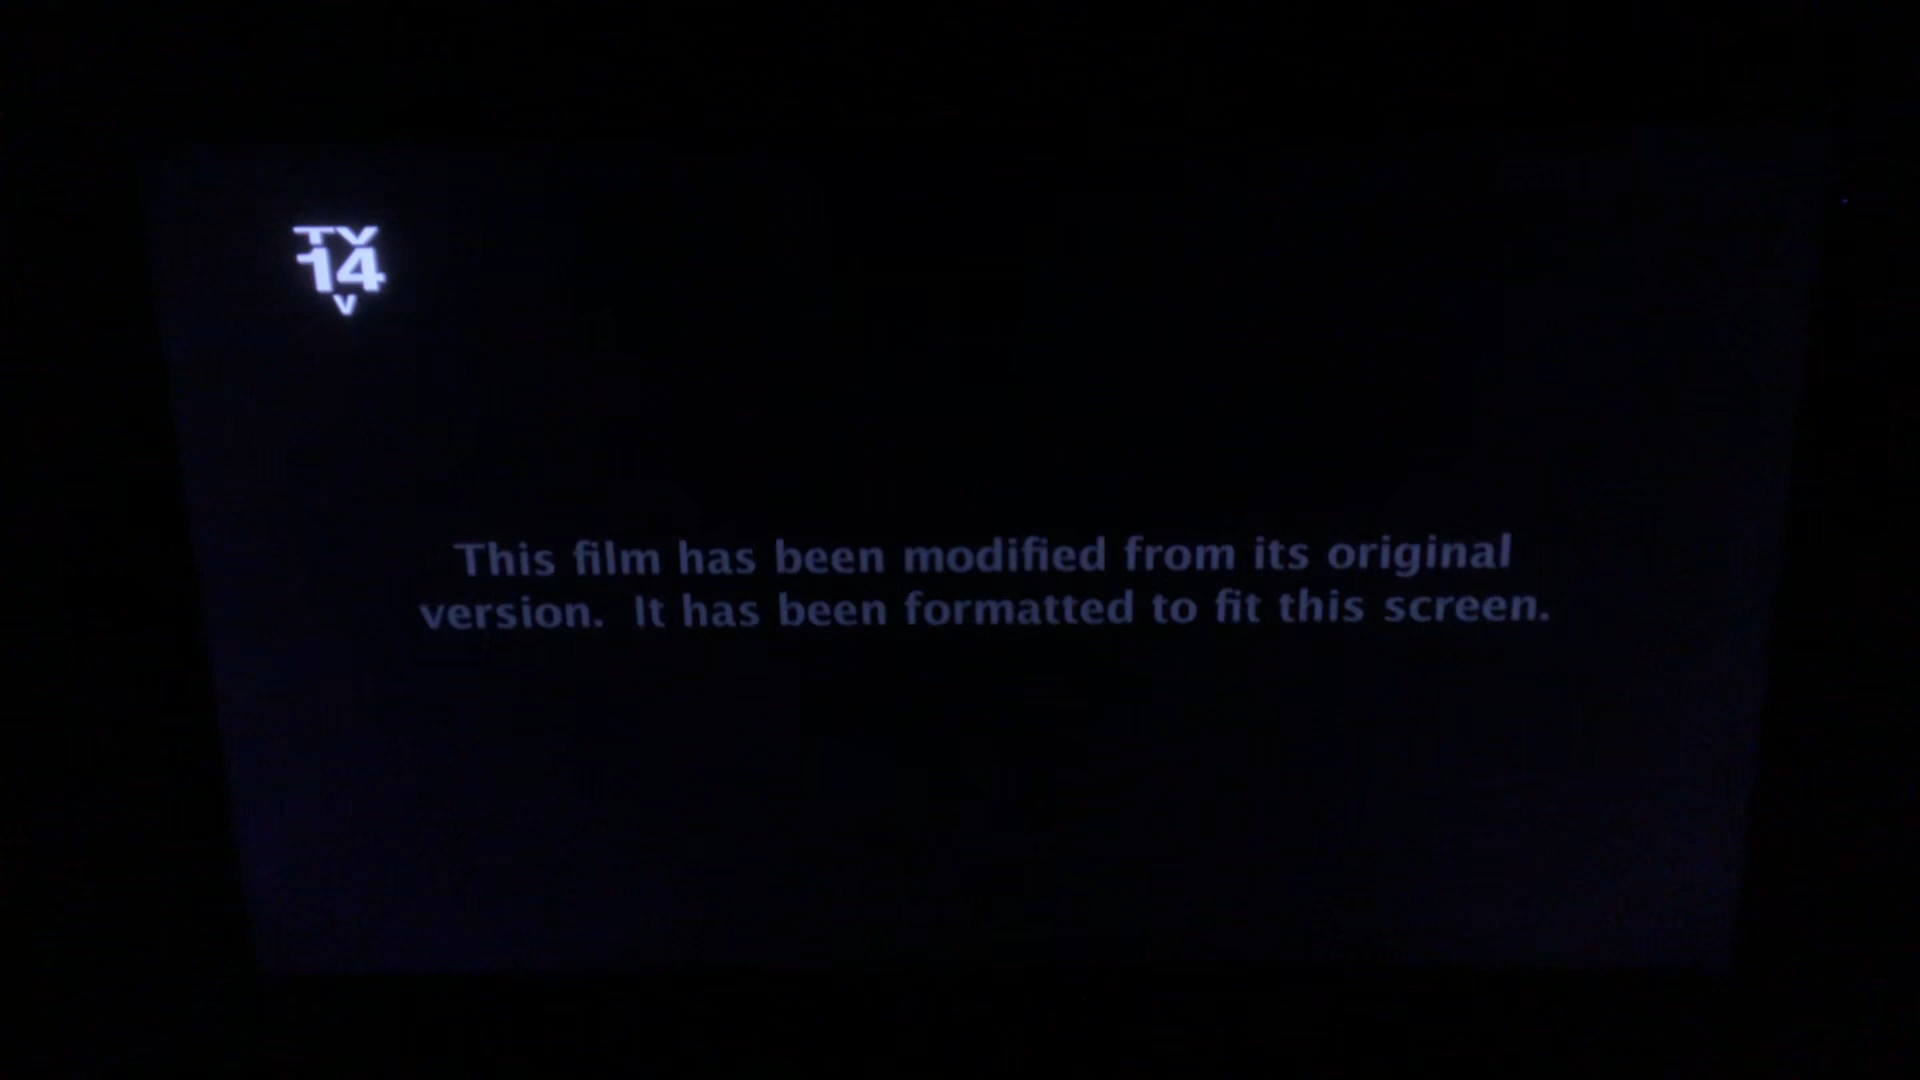 TV
14
V
This film has been modified from its original
version. It has been formatted to fit this screen.